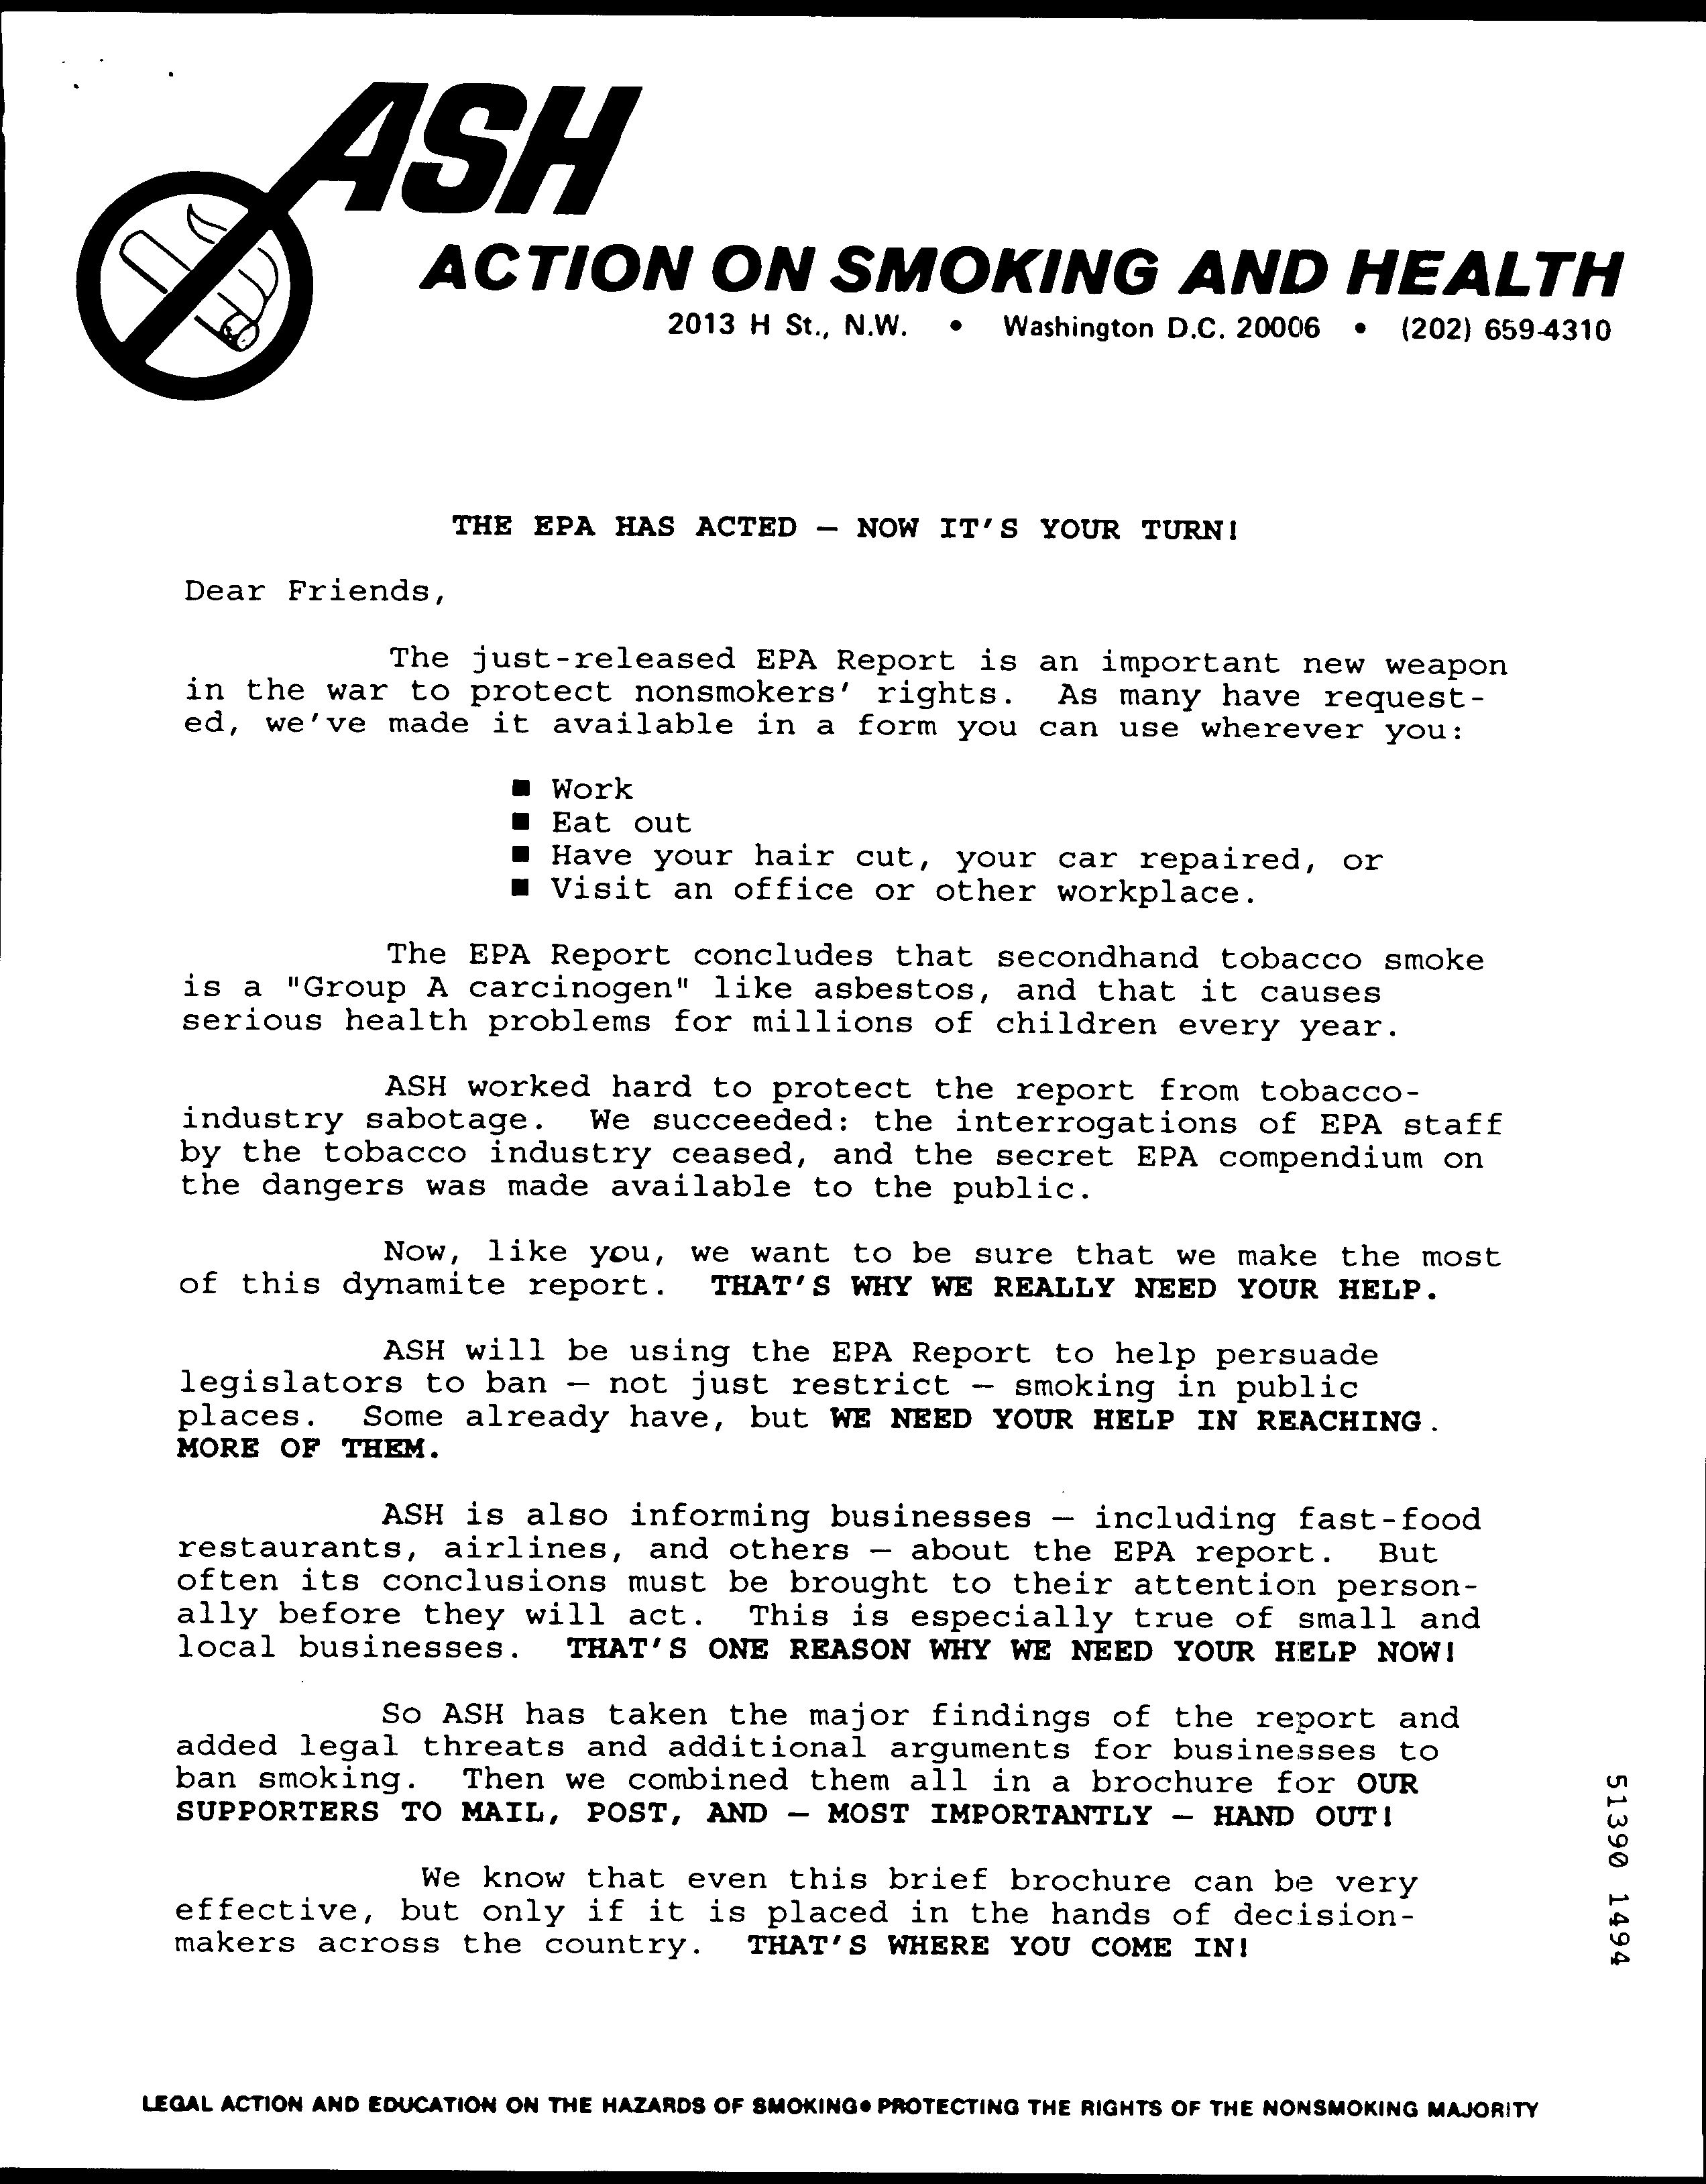 ASH
ACTION ON SMOKING AND HEALTH
2013 H St., N.W. • Washington D.C. 20006 • (202) 659-4310
THE EPA HAS ACTED — NOW IT'S YOUR TURN!
Dear Friends,
The just-released EPA Report is an important new weapon
in the war to protect nonsmokers' rights. As many have request-
ed, we've made it available in a form you can use wherever you:
■ Work
■ Eat out
■ Have your hair cut, your car repaired, or
■ Visit an office or other workplace.
The EPA Report concludes that secondhand tobacco smoke
is a "Group A carcinogen" like asbestos, and that it causes
serious health problems for millions of children every year.
ASH worked hard to protect the report from tobacco-
industry sabotage. We succeeded: the interrogations of EPA staff
by the tobacco industry ceased, and the secret EPA compendium on
the dangers was made available to the public.
Now, like you, we want to be sure that we make the most
of this dynamite report. THAT'S WHY WE REALLY NEED YOUR HELP.
ASH will be using the EPA Report to help persuade
legislators to ban — not just restrict — smoking in public
places. Some already have, but WE NEED YOUR HELP IN REACHING.
MORE OF THEM.
ASH is also informing businesses — including fast-food
restaurants, airlines, and others — about the EPA report. But
often its conclusions must be brought to their attention person-
ally before they will act. This is especially true of small and
local businesses. THAT'S ONE REASON WHY WE NEED YOUR HELP NOW!
So ASH has taken the major findings of the report and
added legal threats and additional arguments for businesses to
ban smoking. Then we combined them all in a brochure for OUR
SUPPORTERS TO MAIL, POST, AND — MOST IMPORTANTLY — HAND OUT!
We know that even this brief brochure can be very
effective, but only if it is placed in the hands of decision-
makers across the country. THAT'S WHERE YOU COME IN!
51390 1494
LEGAL ACTION AND EDUCATION ON THE HAZARDS OF SMOKING• PROTECTING THE RIGHTS OF THE NONSMOKING MAJORITY